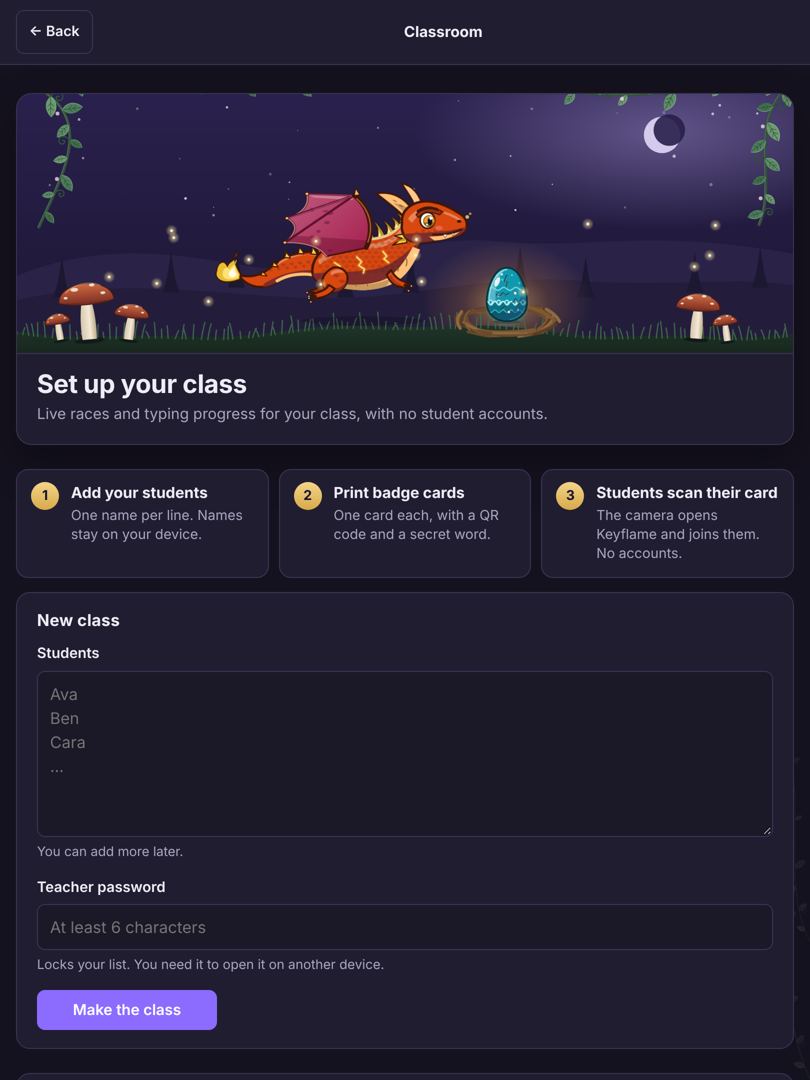 ← Back
Classroom
Set up your class
Live races and typing progress for your class, with no student accounts.
1
Add your students
One name per line. Names
stay on your device.
2
Print badge cards
One card each, with a QR
code and a secret word.
3
Students scan their card
The camera opens
Keyflame and joins them.
No accounts.
New class
Students
Ava
Ben
Cara
...
You can add more later.
Teacher password
At least 6 characters
Locks your list. You need it to open it on another device.
Make the class